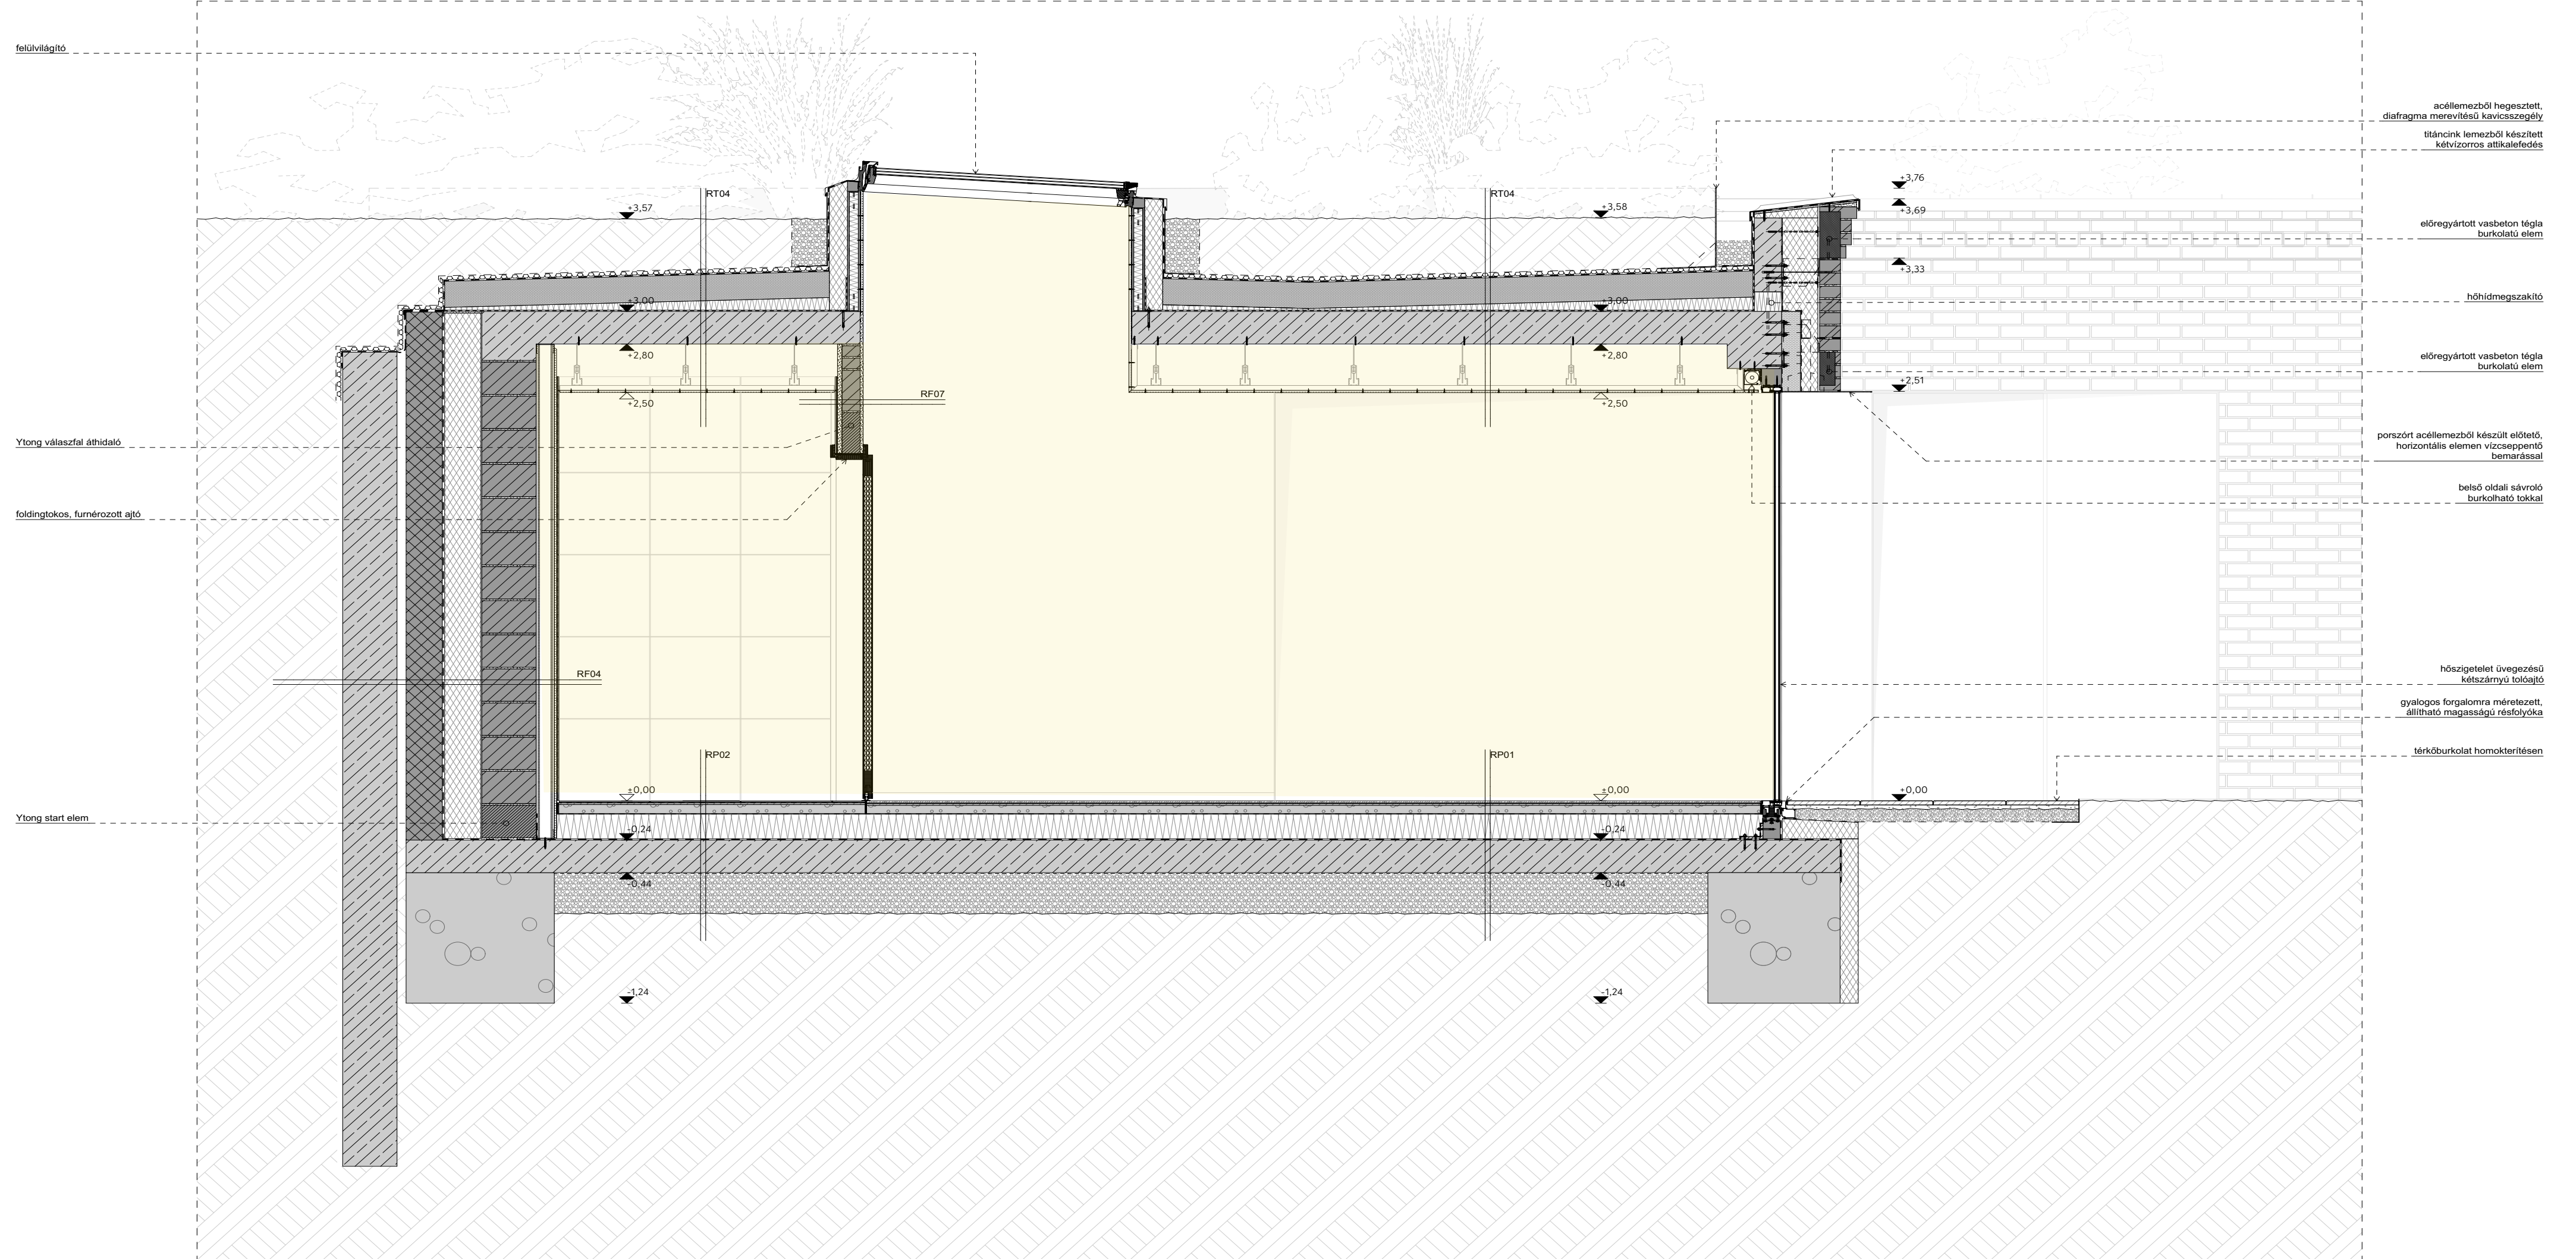 felülvilágító
acéllemezből hegesztett,
diafragma merevítésű kavicsszegély
titáncink lemezből készített
kétvízorros attikalefedés
+3,76
RT04
RT04
+3,57
+3,58
+3,69
előregyártott vasbeton tégla
burkolatú elem
+3,33
hőhídmegszakító
+3,00
+3,00
+2,80
+2,80
előregyártott vasbeton tégla
burkolatú elem
+2,51
RF07
+2,50
+2,50
Ytong válaszfal áthidaló
porszórt acéllemezből készült előtető,
horizontális elemen vízcseppentő
bemarással
belső oldali sávroló
burkolható tokkal
foldingtokos, furnérozott ajtó
RF04
hőszigetelet üvegezésű
kétszárnyú tolóajtó
gyalogos forgalomra méretezett,
állítható magasságú résfolyóka
RP02
RP01
térkőburkolat homokterítésen
±0,00
±0,00
±0,00
Ytong start elem
-0,24
-0,24
-0,44
-0,44
-1,24
-1,24